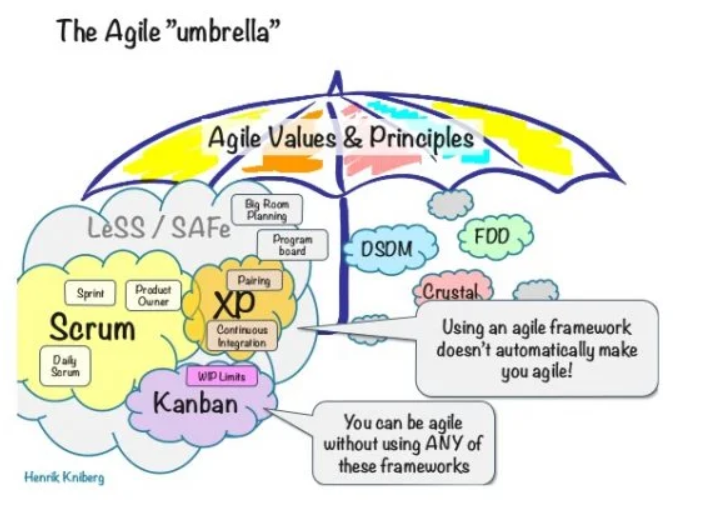 The Agile "umbrella"
Agile Values & Principles
LeSS / SAFe
Big Room
Planning
Program
board
DSDM
FDD
Crystal
Sprint
Product
Owner
Scrum
Daily
Scrum
Pairing
XP
Continuous
Integration
WIP Limits
Kanban
Using an agile framework
doesn't automatically make
you agile!
You can be agile
without using ANY of
these frameworks
Henrik Kniberg